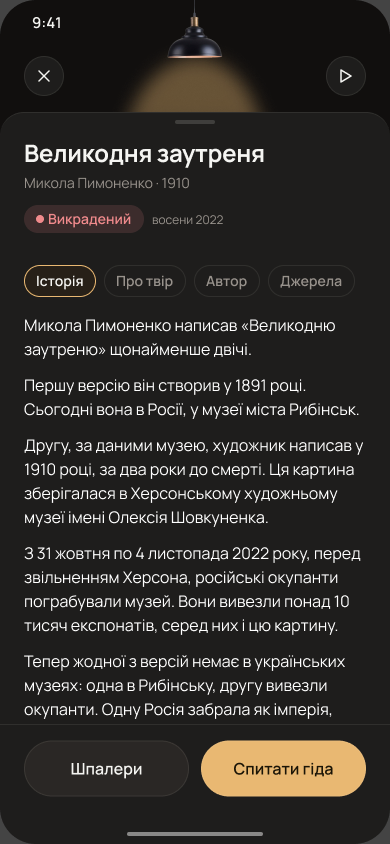 9:41
Великодня заутреня
Микола Пимоненко · 1910
Викрадений
восени 2022
Історія
Про твір
Автор
Джерела
Микола Пимоненко написав «Великодню
заутреню» щонайменше двічі.
Першу версію він створив у 1891 році.
Сьогодні вона в Росії, у музеї міста Рибінськ.
Другу, за даними музею, художник написав у
1910 році, за два роки до смерті. Ця картина
зберігалася в Херсонському художньому
музеї імені Олексія Шовкуненка.
З 31 жовтня по 4 листопада 2022 року, перед
звільненням Херсона, російські окупанти
пограбували музей. Вони вивезли понад 10
тисяч експонатів, серед них і цю картину.
Тепер жодної з версій немає в українських
музеях: одна в Рибінську, другу вивезли
окупанти. Одну Росія забрала як імперія,
Шпалери
Спитати гіда